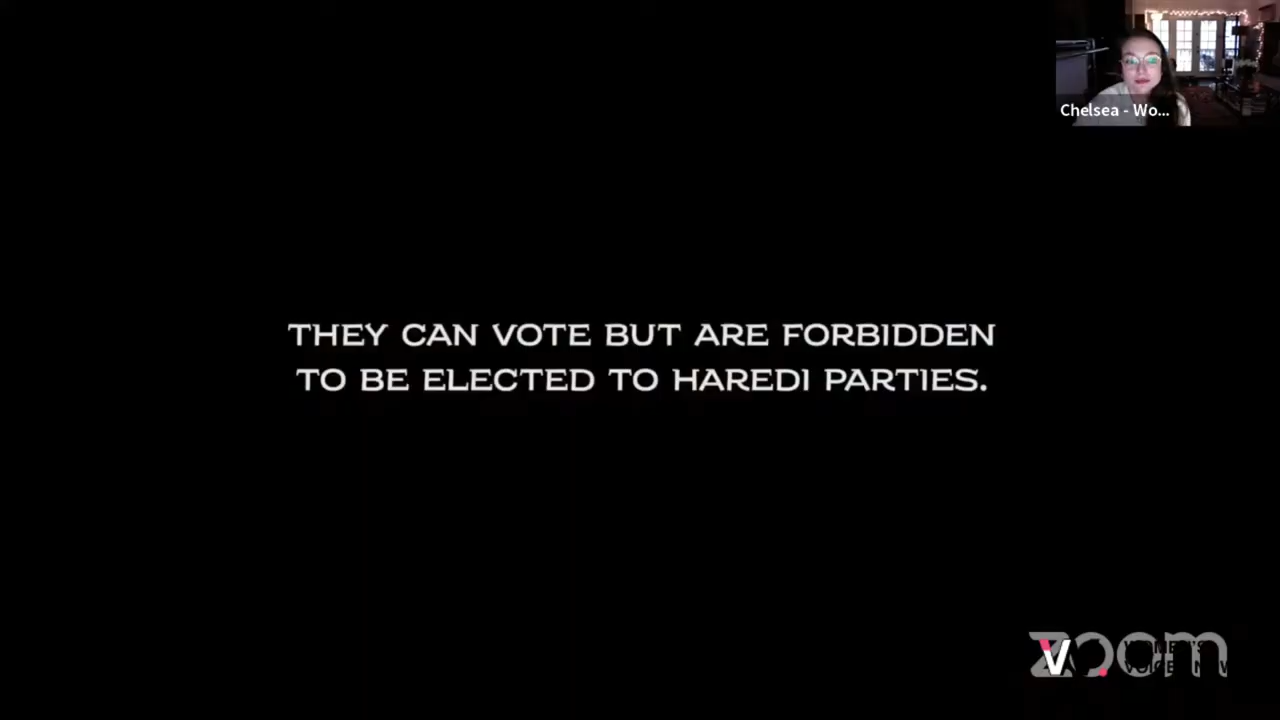 Chelsea - Wo...
THEY CAN VOTE BUT ARE FORBIDDEN
TO BE ELECTED TO HAREDI PARTIES.
zoom